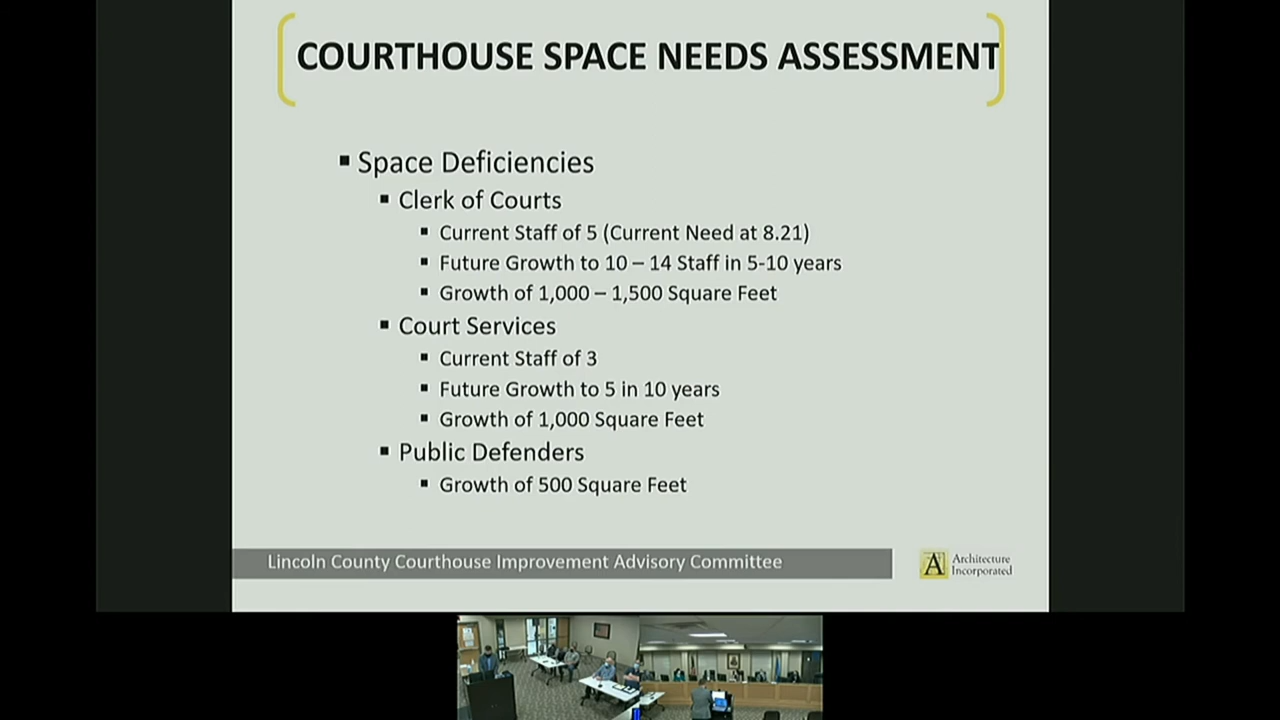 COURTHOUSE SPACE NEEDS ASSESSMENT
Space Deficiencies
Clerk of Courts
Current Staff of 5 (Current Need at 8.21)
Future Growth to 10 – 14 Staff in 5-10 years
Growth of 1,000 – 1,500 Square Feet
Court Services
Current Staff of 3
Future Growth to 5 in 10 years
Growth of 1,000 Square Feet
Public Defenders
Growth of 500 Square Feet
Lincoln County Courthouse Improvement Advisory Committee
A
Architecture
Incorporated